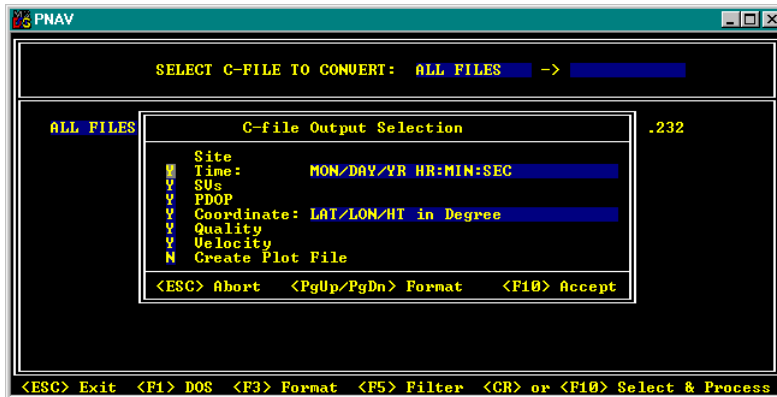 PNAV
SELECT C-FILE TO CONVERT: ALL FILES ->
ALL FILES
.232
C-file Output Selection
Site
Y Time: MON/DAY/YR HR:MIN:SEC
Y SVs
Y PDOP
Y Coordinate: LAT/LON/HT in Degree
Y Quality
Y Velocity
N Create Plot File
<ESC> Abort <PgUp/PgDn> Format <F10> Accept
<ESC> Exit <F1> DOS <F3> Format <F5> Filter <CR> or <F10> Select & Process